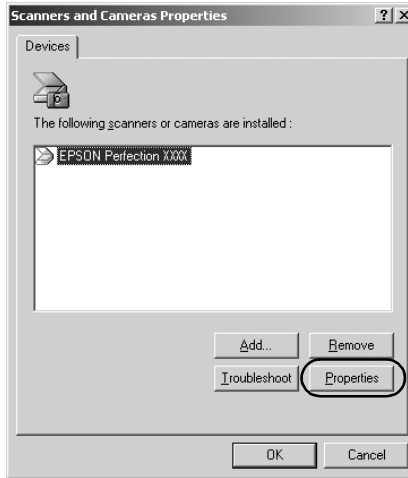 Scanners and Cameras Properties
Devices
The following scanners or cameras are installed :
EPSON Perfection XXXX
Add... Remove
Troubleshoot Properties
OK Cancel